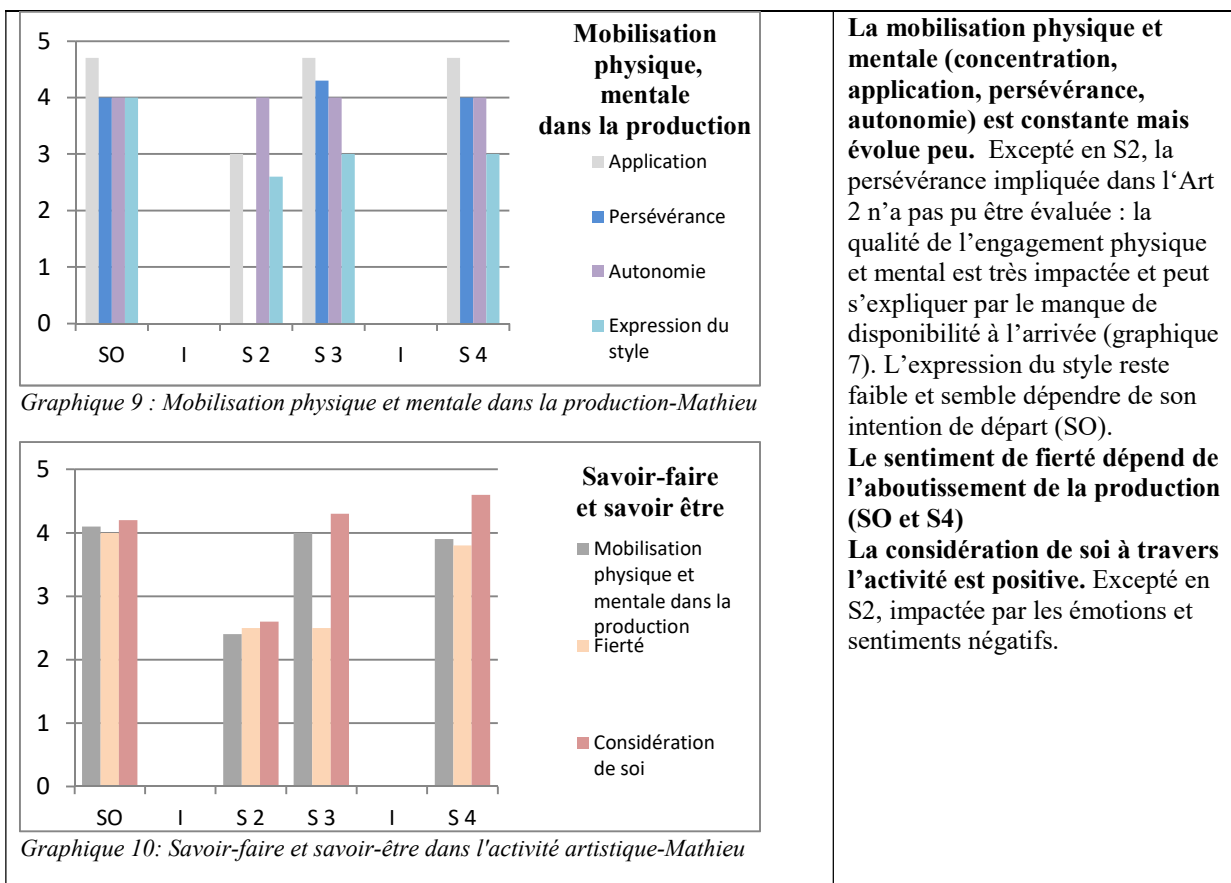 5
4
3
2
1
0
SO I S 2 S 3 I S 4
Mobilisation
physique,
mentale
dans la production
Application
Persévérance
Autonomie
Expression du
style
Graphique 9 : Mobilisation physique et mentale dans la production-Mathieu
5
4
3
2
1
0
SO I S 2 S 3 I S 4
Savoir-faire
et savoir être
Mobilisation
physique et
mentale dans la
production
Fierté
Considération
de soi
Graphique 10: Savoir-faire et savoir-être dans l'activité artistique-Mathieu
La mobilisation physique et
mentale (concentration,
application, persévérance,
autonomie) est constante mais
évolue peu. Excepté en S2, la
persévérance impliquée dans l‘Art
2 n’a pas pu être évaluée : la
qualité de l’engagement physique
et mental est très impactée et peut
s’expliquer par le manque de
disponibilité à l’arrivée (graphique
7). L’expression du style reste
faible et semble dépendre de son
intention de départ (SO).
Le sentiment de fierté dépend de
l’aboutissement de la production
(SO et S4)
La considération de soi à travers
l’activité est positive. Excepté en
S2, impactée par les émotions et
sentiments négatifs.